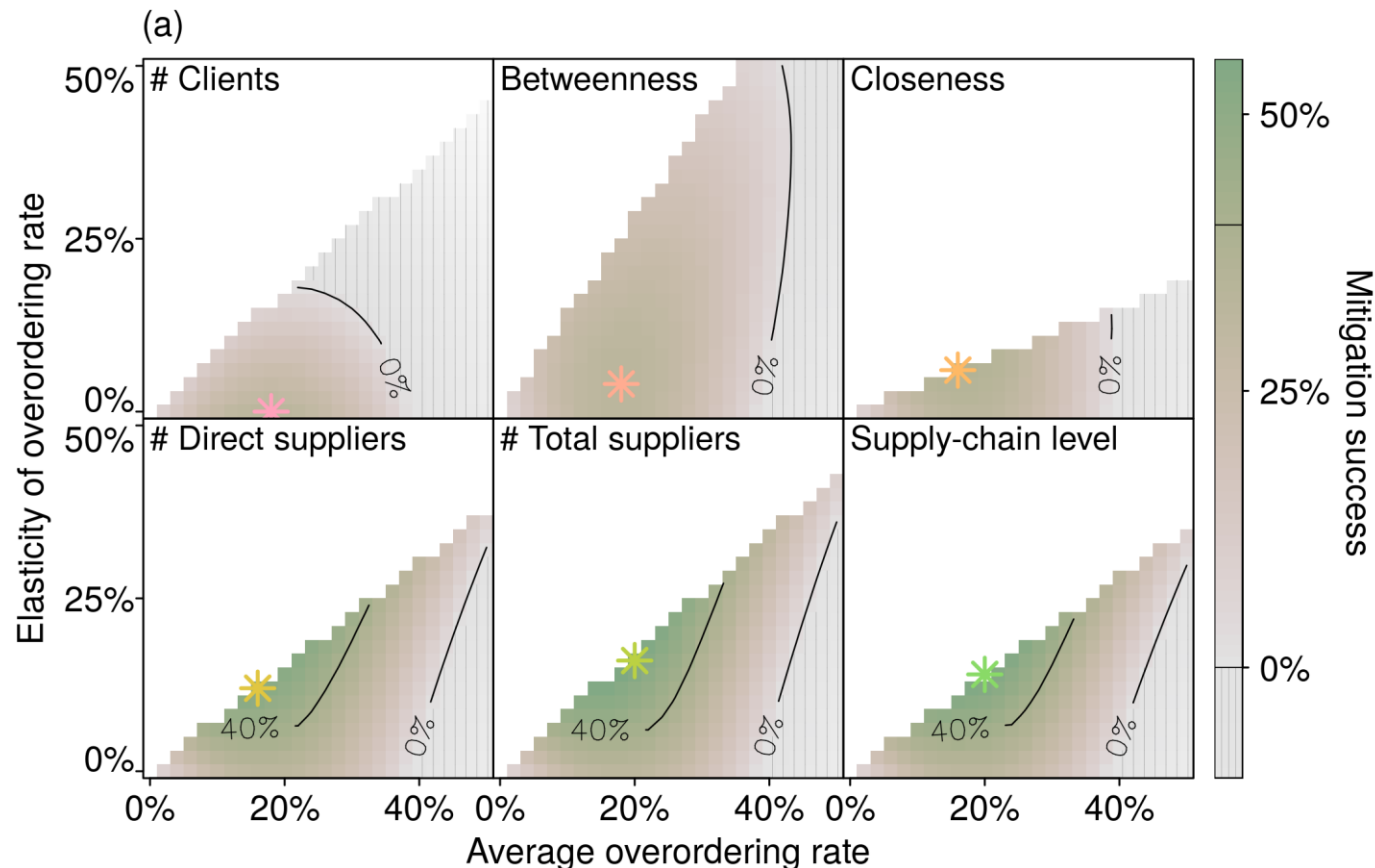 (a)
# Clients
Betweenness
Closeness
50%
25%
0%
0%
0%
0%
# Direct suppliers
# Total suppliers
Supply-chain level
50%
25%
0%
40%
0%
40%
0%
40%
0%
0%
20%
40%
0%
20%
40%
0%
20%
40%
Average overordering rate
Elasticity of overordering rate
50%
25%
0%
Mitigation success